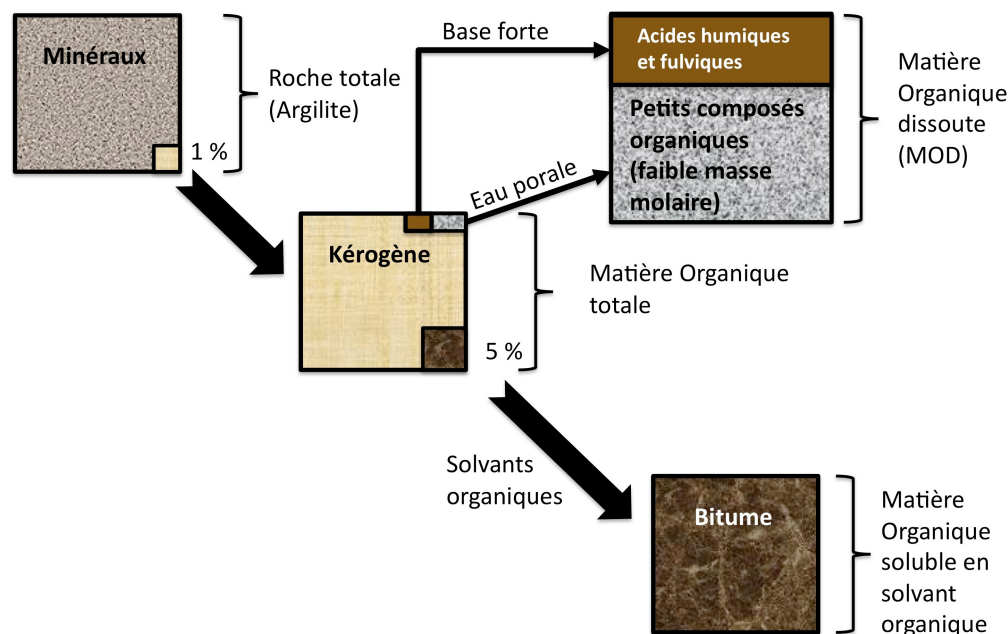 Minéraux
1 %
Roche totale
(Argilite)
Base forte
Eau porale
Acides humiques
et fulviques
Petits composés
organiques
(faible masse
molaire)
Matière
Organique
dissoute
(MOD)
Kérogène
5 %
Matière Organique
totale
Solvants
organiques
Bitume
Matière
Organique
soluble en
solvant
organique